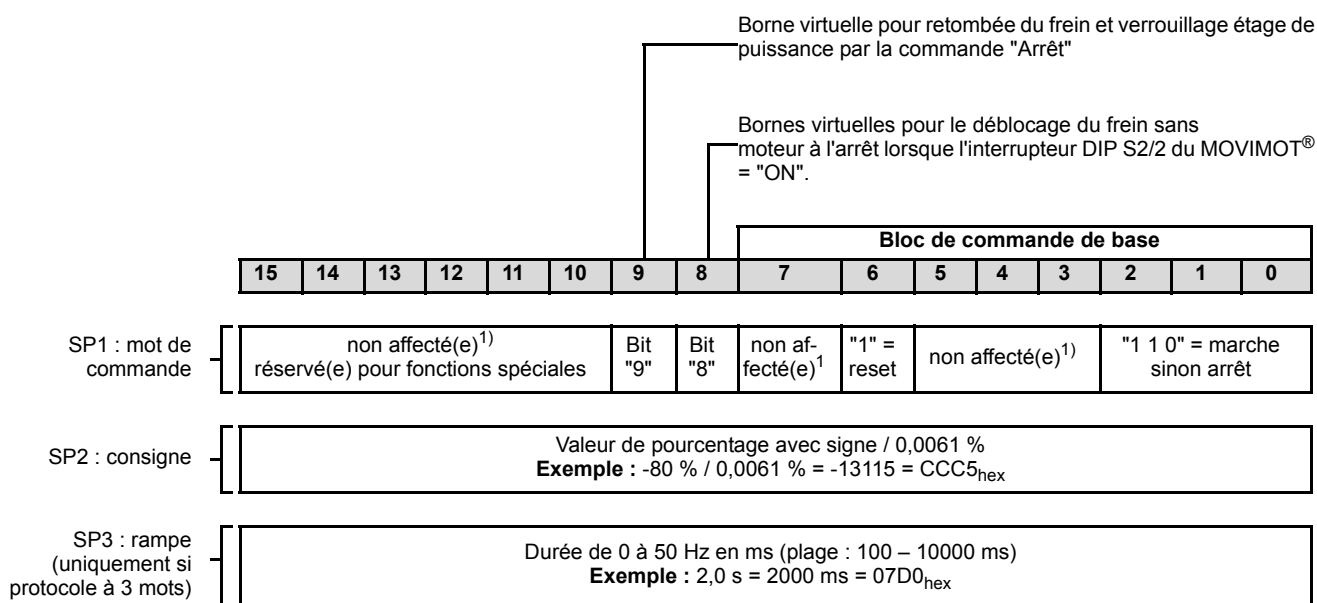 Borne virtuelle pour retombée du frein et verrouillage étage de
puissance par la commande "Arrêt"
Bornes virtuelles pour le déblocage du frein sans
moteur à l'arrêt lorsque l'interrupteur DIP S2/2 du MOVIMOT®
= "ON".
Bloc de commande de base
15 14 13 12 11 10 9 8 7 6 5 4 3 2 1 0
SP1 : mot de
commande
non affecté(e)1)
réservé(e) pour fonctions spéciales
Bit
"9"
Bit
"8"
non af-
fecté(e)1
"1" =
reset
non affecté(e)1)
"1 1 0" = marche
sinon arrêt
SP2 : consigne
Valeur de pourcentage avec signe / 0,0061 %
Exemple : -80 % / 0,0061 % = -13115 = CCC5hex
SP3 : rampe
(uniquement si
protocole à 3 mots)
Durée de 0 à 50 Hz en ms (plage : 100 – 10000 ms)
Exemple : 2,0 s = 2000 ms = 07D0hex